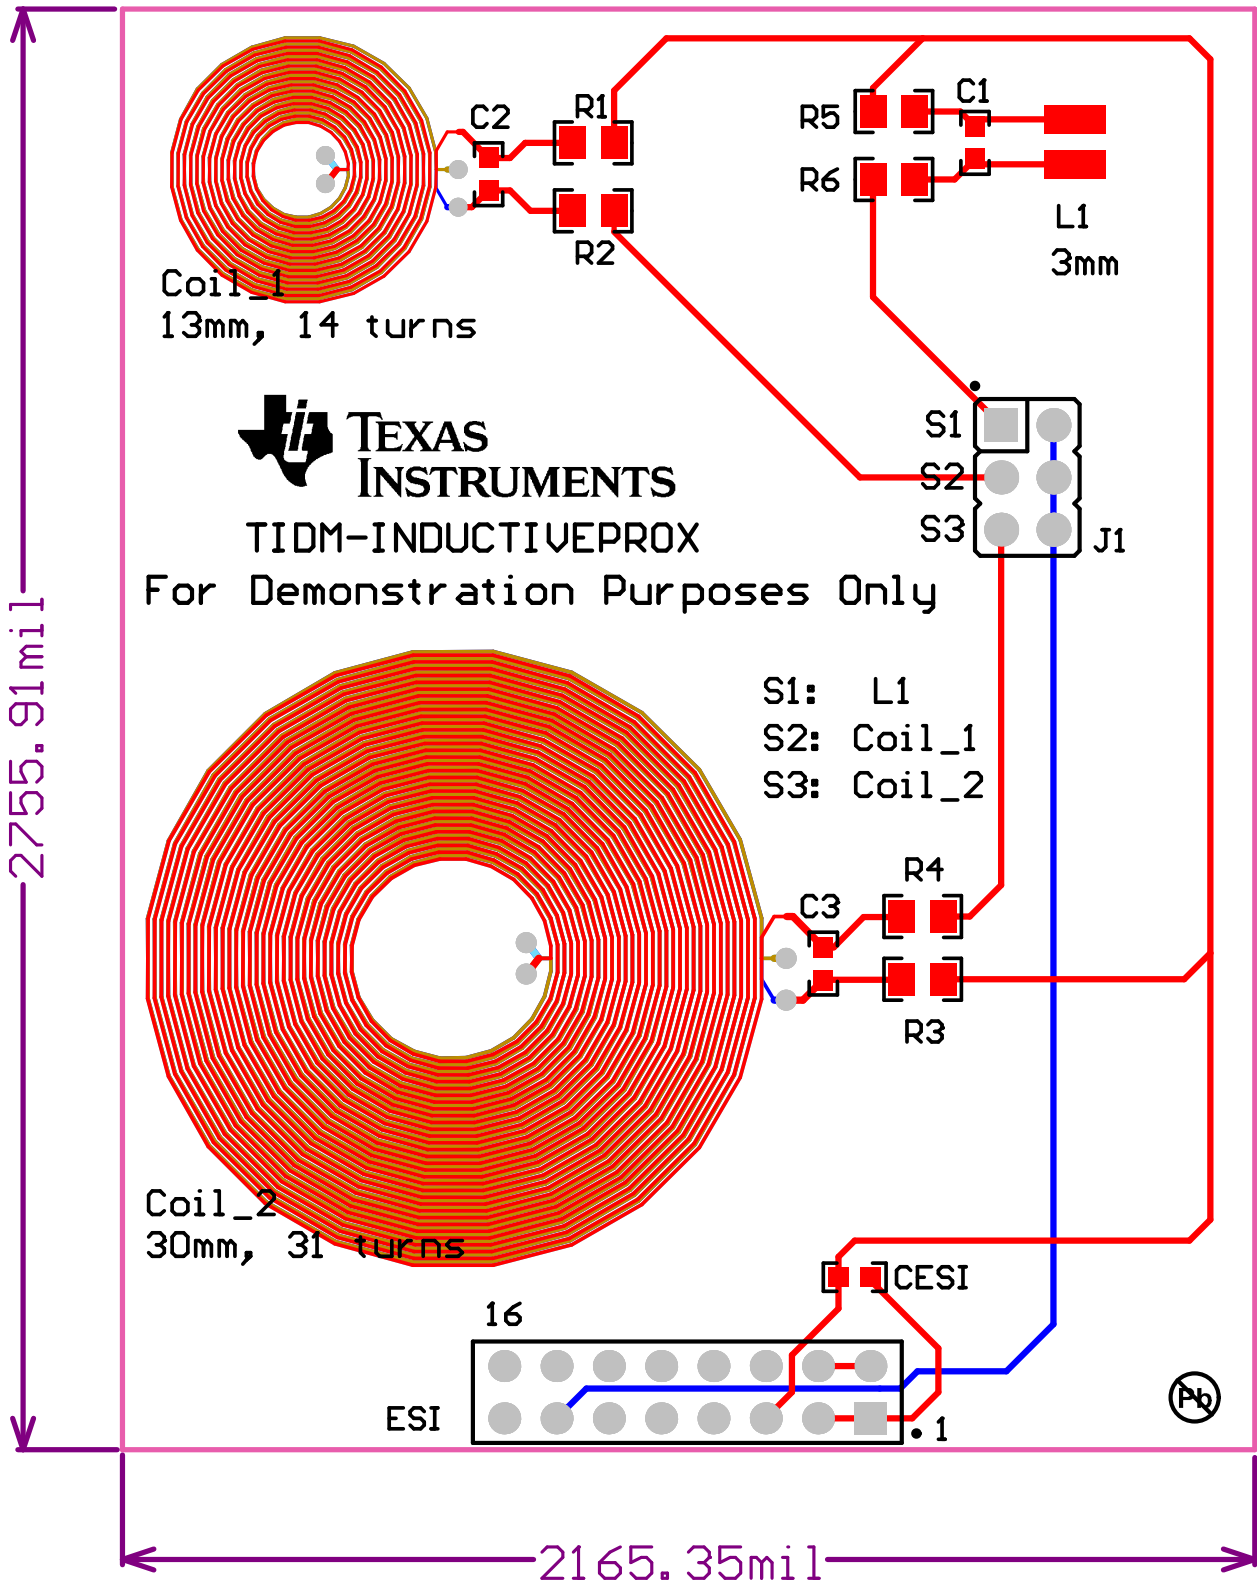 C2
R1
R5
C1
R6
R2
L1
3mm
Coil_1
13mm, 14 turns
S1
S2
S3
J1
TEXAS
INSTRUMENTS
TIDM-INDUCTIVEPROX
For Demonstration Purposes Only
2755.91mil
S1: L1
S2: Coil_1
S3: Coil_2
R4
C3
R3
Coil_2
30mm, 31 turns
CESI
16
ESI
1
Pb
2165.35mil